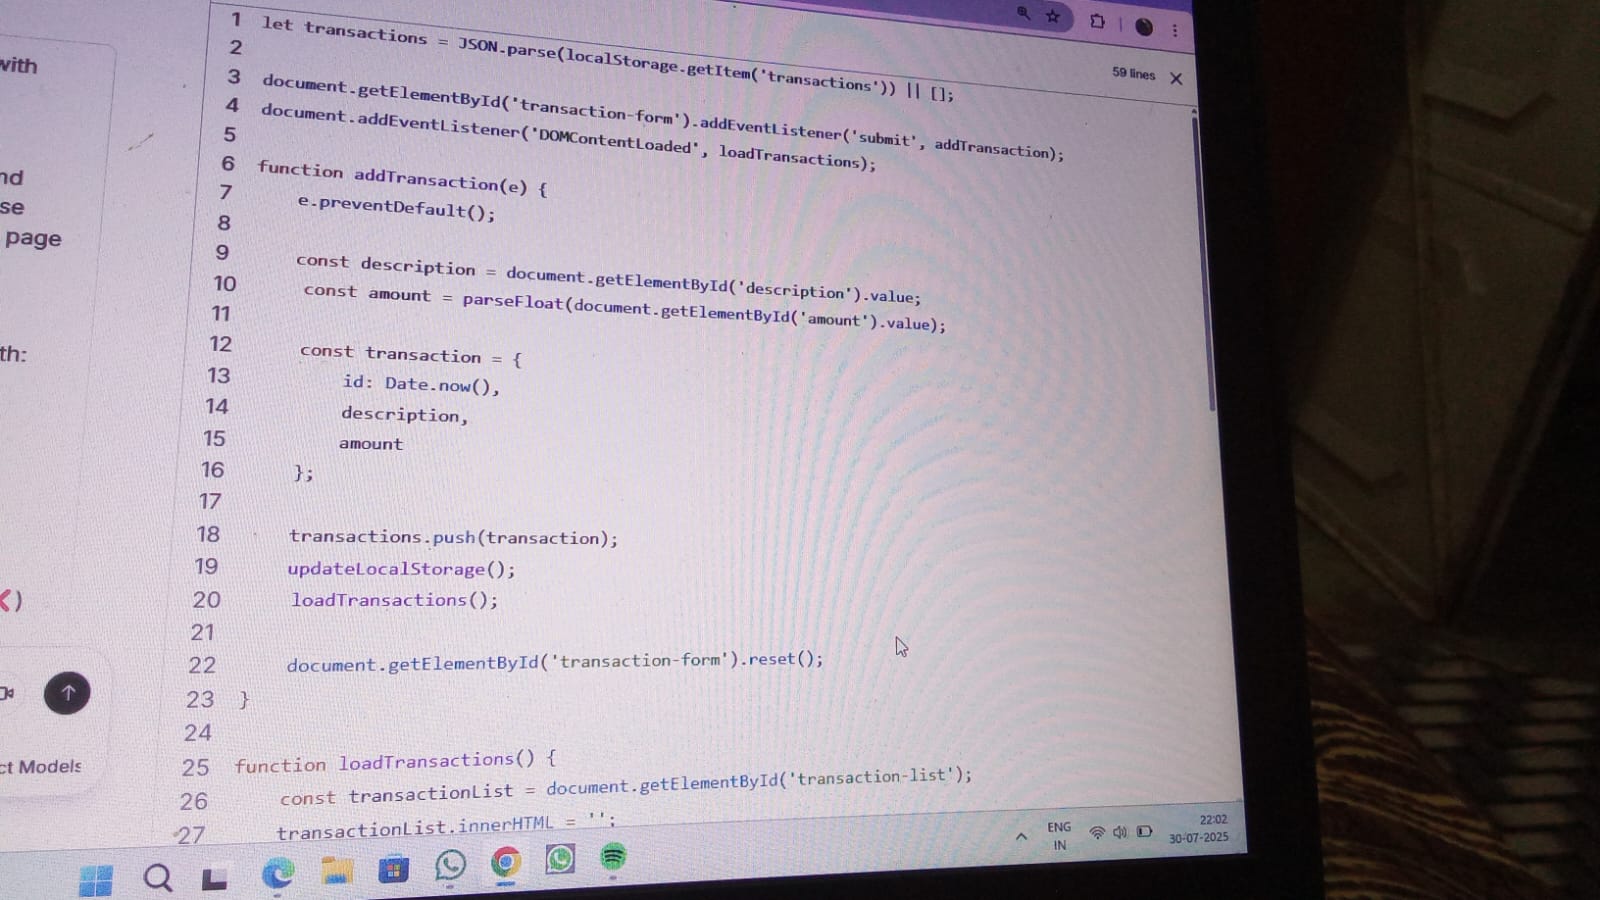 with
nd
se
page
th:
)
ct Models
59 lines
1 let transactions = JSON.parse(localStorage.getItem('transactions')) || [];
2
3 document.getElementById('transaction-form').addEventListener('submit', addTransaction);
4 document.addEventListener('DOMContentLoaded', loadTransactions);
5
6 function addTransaction(e) {
7 e.preventDefault();
8
9 const description = document.getElementById('description').value;
10 const amount = parseFloat(document.getElementById('amount').value);
11
12 const transaction = {
13 id: Date.now(),
14 description,
15 amount
16 };
17
18 transactions.push(transaction);
19 updateLocalStorage();
20 loadTransactions();
21
22 document.getElementById('transaction-form').reset();
23 }
24
25 function loadTransactions() {
26 const transactionList = document.getElementById('transaction-list');
27 transactionList.innerHTML = '';
ENG
IN
22:02
30-07-2025